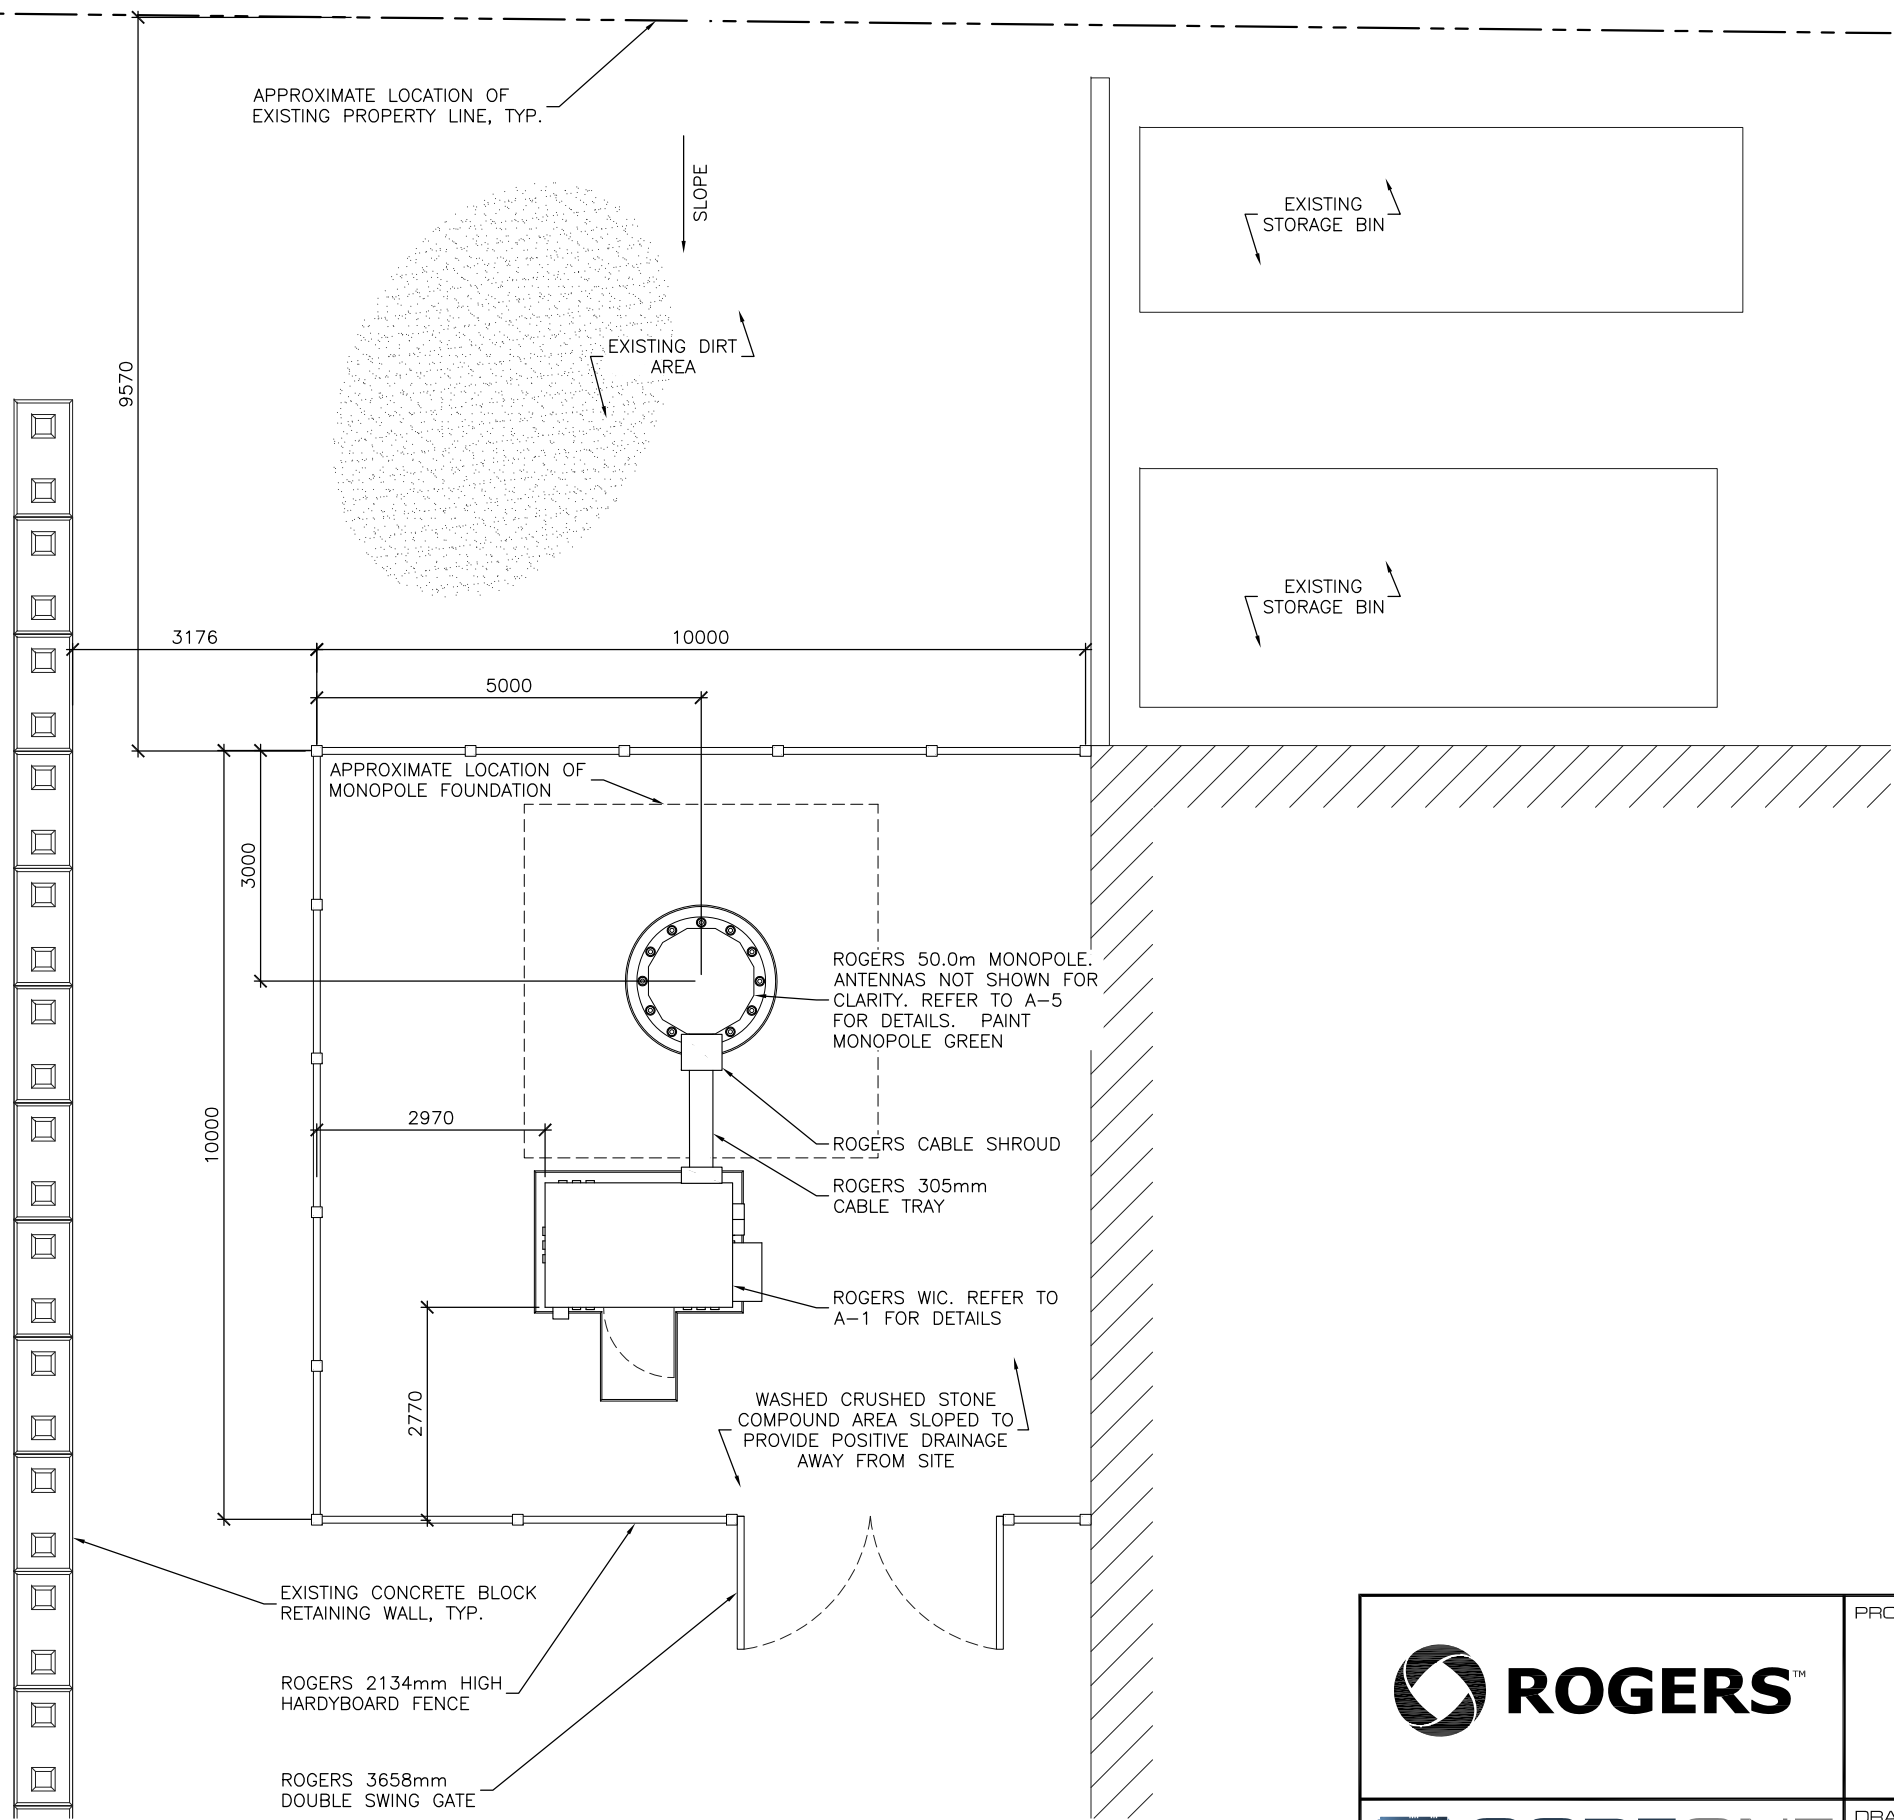 APPROXIMATE LOCATION OF
EXISTING PROPERTY LINE, TYP.
SLOPE
EXISTING
STORAGE BIN
EXISTING DIRT
AREA
9570
EXISTING
STORAGE BIN
3176
10000
5000
APPROXIMATE LOCATION OF
MONOPOLE FOUNDATION
3000
ROGERS 50.0m MONOPOLE.
ANTENNAS NOT SHOWN FOR
CLARITY. REFER TO A-5
FOR DETAILS. PAINT
MONOPOLE GREEN
10000
2970
ROGERS CABLE SHROUD
ROGERS 305mm
CABLE TRAY
ROGERS WIC. REFER TO
A-1 FOR DETAILS
2770
WASHED CRUSHED STONE
COMPOUND AREA SLOPED TO
PROVIDE POSITIVE DRAINAGE
AWAY FROM SITE
EXISTING CONCRETE BLOCK
RETAINING WALL, TYP.
ROGERS 2134mm HIGH
HARDYBOARD FENCE
ROGERS 3658mm
DOUBLE SWING GATE
ROGERS™